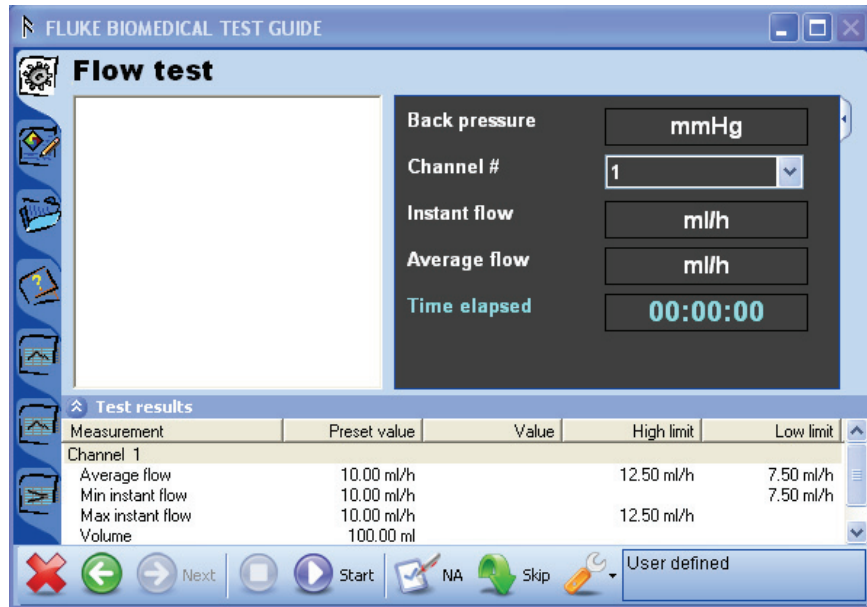 FLUKE BIOMEDICAL TEST GUIDE
Flow test
Back pressure mmHg
Channel # 1
Instant flow ml/h
Average flow ml/h
Time elapsed 00:00:00
Test results
Measurement Preset value Value High limit Low limit
Channel 1
Average flow 10.00 ml/h 12.50 ml/h 7.50 ml/h
Min instant flow 10.00 ml/h 7.50 ml/h
Max instant flow 10.00 ml/h 12.50 ml/h
Volume 100.00 ml
Next Start NA Skip User defined